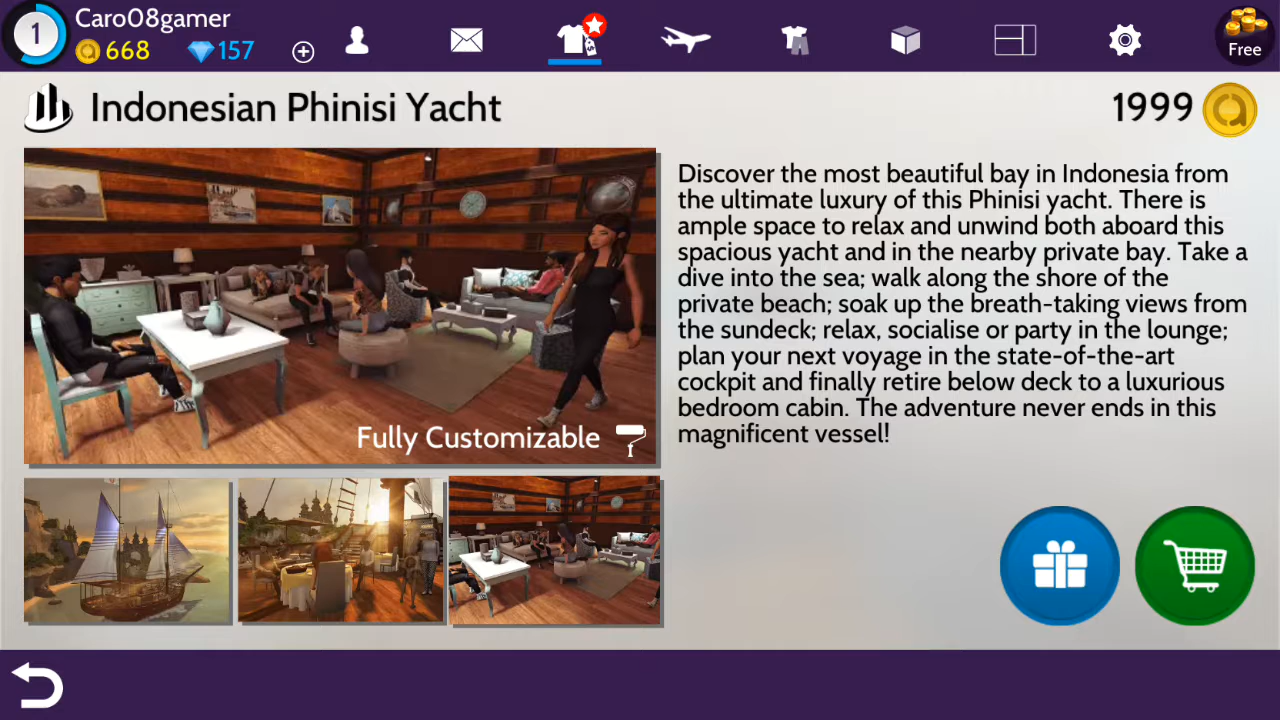 1
Caro08gamer
668
157
Free
Indonesian Phinisi Yacht
1999
Discover the most beautiful bay in Indonesia from
the ultimate luxury of this Phinisi yacht. There is
ample space to relax and unwind both aboard this
spacious yacht and in the nearby private bay. Take a
dive into the sea; walk along the shore of the
private beach; soak up the breath-taking views from
the sundeck; relax, socialise or party in the lounge;
plan your next voyage in the state-of-the-art
cockpit and finally retire below deck to a luxurious
bedroom cabin. The adventure never ends in this
magnificent vessel!
Fully Customizable